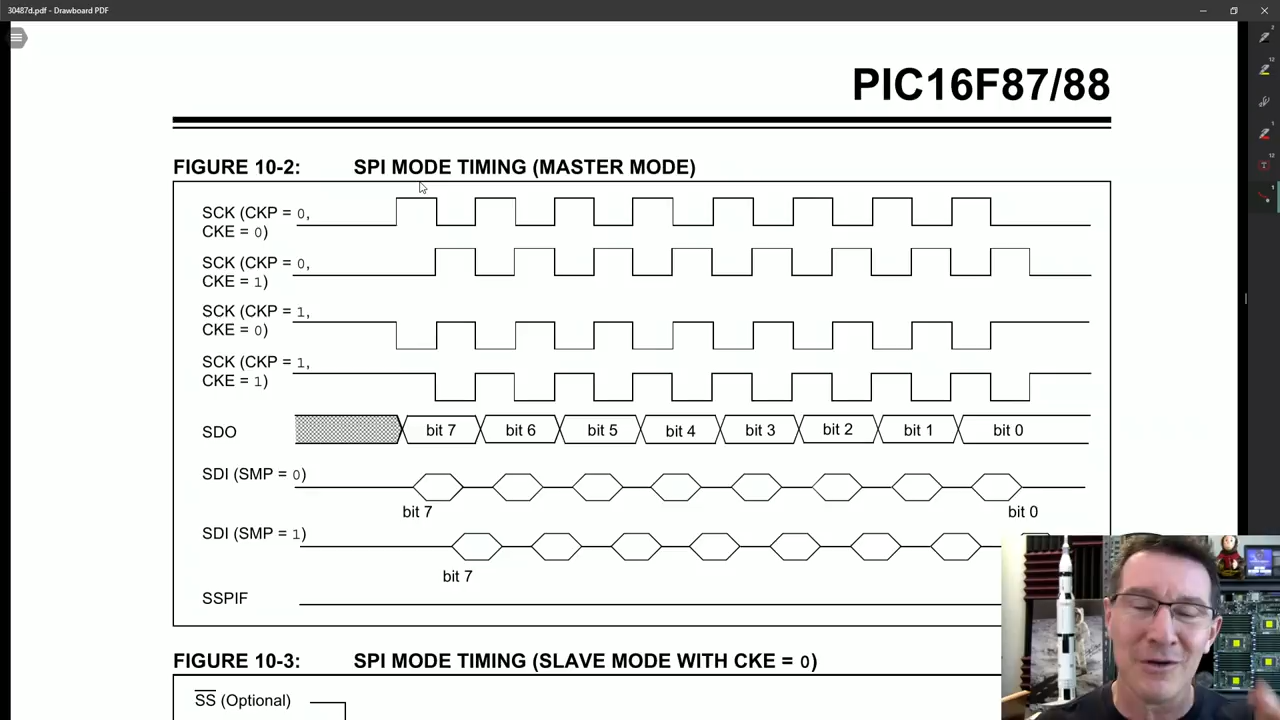 30487d.pdf - Drawboard PDF
PIC16F87/88
FIGURE 10-2: SPI MODE TIMING (MASTER MODE)
SCK (CKP = 0,
CKE = 0)
SCK (CKP = 0,
CKE = 1)
SCK (CKP = 1,
CKE = 0)
SCK (CKP = 1,
CKE = 1)
SDO bit 7 bit 6 bit 5 bit 4 bit 3 bit 2 bit 1 bit 0
SDI (SMP = 0)
bit 7 bit 0
SDI (SMP = 1)
bit 7
SSPIF
FIGURE 10-3: SPI MODE TIMING (SLAVE MODE WITH CKE = 0)
SS (Optional)